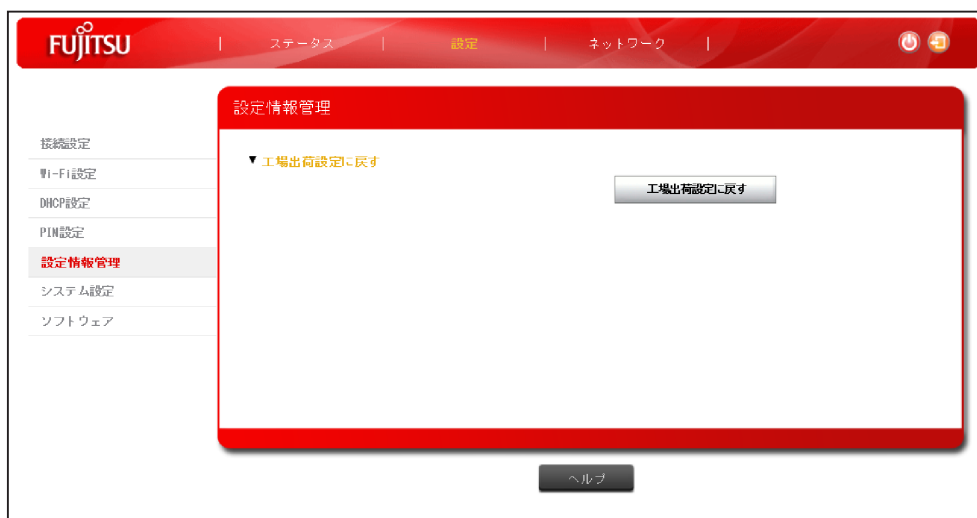 FUJITSU
ステータス | 設定 | ネットワーク
設定情報管理
接続設定
Wi-Fi設定
DHCP設定
PIN設定
設定情報管理
システム設定
ソフトウェア
▼ 工場出荷設定に戻す
工場出荷設定に戻す
ヘルプ